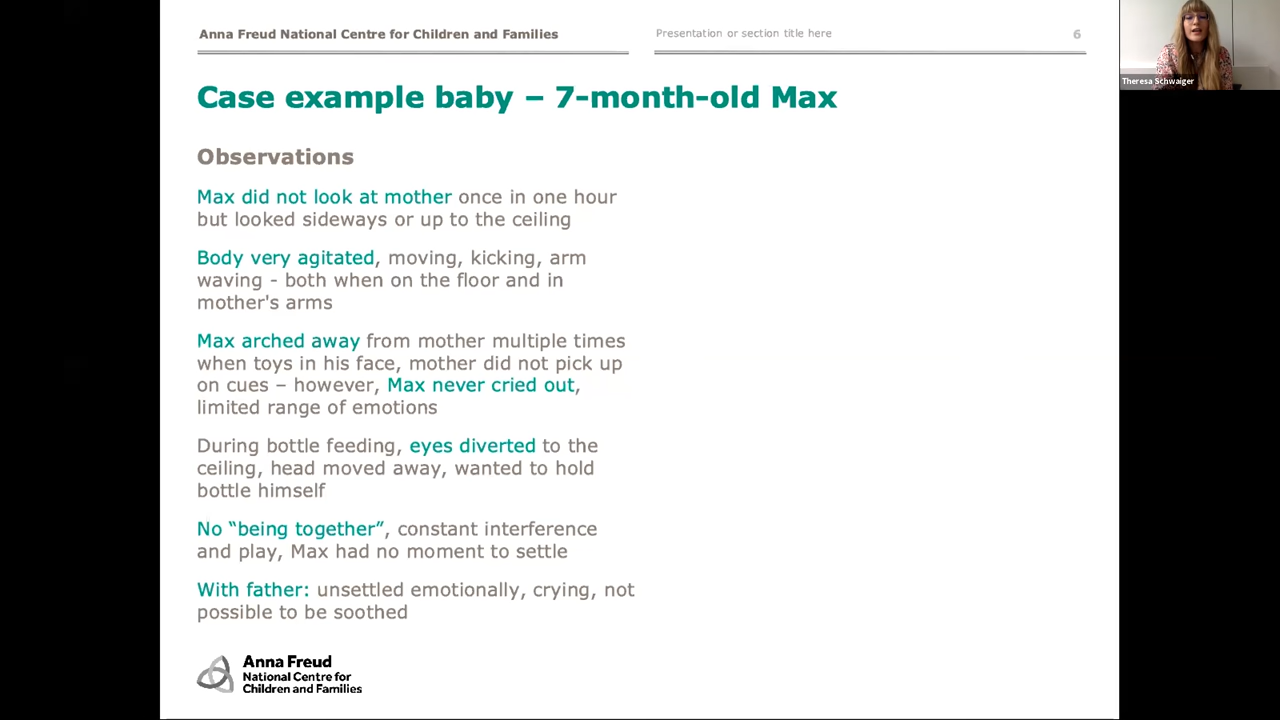 Anna Freud National Centre for Children and Families
Presentation or section title here
6
Theresa Schwaiger
Case example baby – 7-month-old Max
Observations
Max did not look at mother once in one hour
but looked sideways or up to the ceiling
Body very agitated, moving, kicking, arm
waving - both when on the floor and in
mother's arms
Max arched away from mother multiple times
when toys in his face, mother did not pick up
on cues – however, Max never cried out,
limited range of emotions
During bottle feeding, eyes diverted to the
ceiling, head moved away, wanted to hold
bottle himself
No “being together”, constant interference
and play, Max had no moment to settle
With father: unsettled emotionally, crying, not
possible to be soothed
Anna Freud
National Centre for
Children and Families